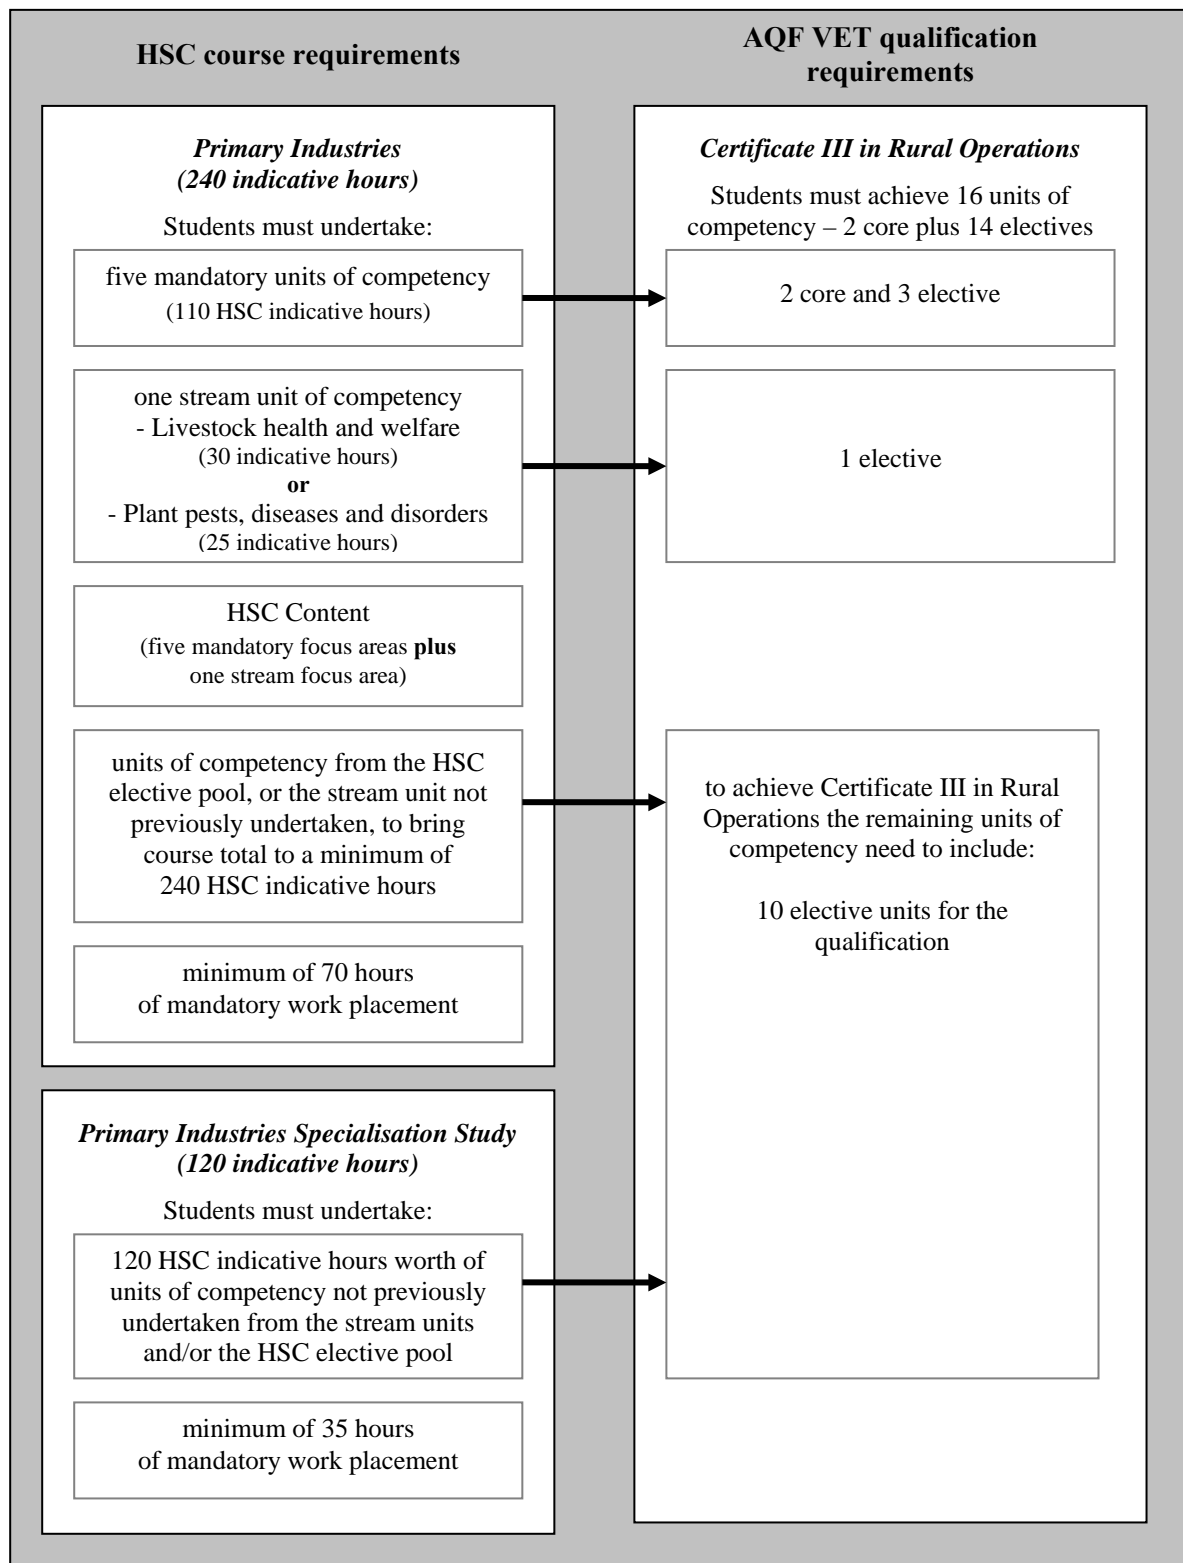 HSC course requirements
AQF VET qualification
requirements
Primary Industries
(240 indicative hours)
Students must undertake:
five mandatory units of competency
(110 HSC indicative hours)
one stream unit of competency
- Livestock health and welfare
(30 indicative hours)
or
- Plant pests, diseases and disorders
(25 indicative hours)
HSC Content
(five mandatory focus areas plus
one stream focus area)
units of competency from the HSC
elective pool, or the stream unit not
previously undertaken, to bring
course total to a minimum of
240 HSC indicative hours
minimum of 70 hours
of mandatory work placement
Primary Industries Specialisation Study
(120 indicative hours)
Students must undertake:
120 HSC indicative hours worth of
units of competency not previously
undertaken from the stream units
and/or the HSC elective pool
minimum of 35 hours
of mandatory work placement
Certificate III in Rural Operations
Students must achieve 16 units of
competency – 2 core plus 14 electives
2 core and 3 elective
1 elective
to achieve Certificate III in Rural
Operations the remaining units of
competency need to include:
10 elective units for the
qualification